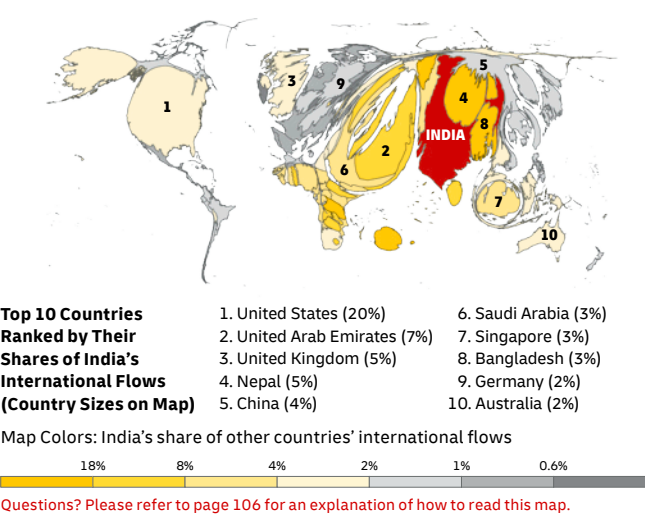 5
3
9
1
4
8
INDIA
2
6
7
10
Top 10 Countries
Ranked by Their
Shares of India's
International Flows
(Country Sizes on Map)
1. United States (20%)
2. United Arab Emirates (7%)
3. United Kingdom (5%)
4. Nepal (5%)
5. China (4%)
6. Saudi Arabia (3%)
7. Singapore (3%)
8. Bangladesh (3%)
9. Germany (2%)
10. Australia (2%)
Map Colors: India's share of other countries' international flows
18% 8% 4% 2% 1% 0.6%
Questions? Please refer to page 106 for an explanation of how to read this map.